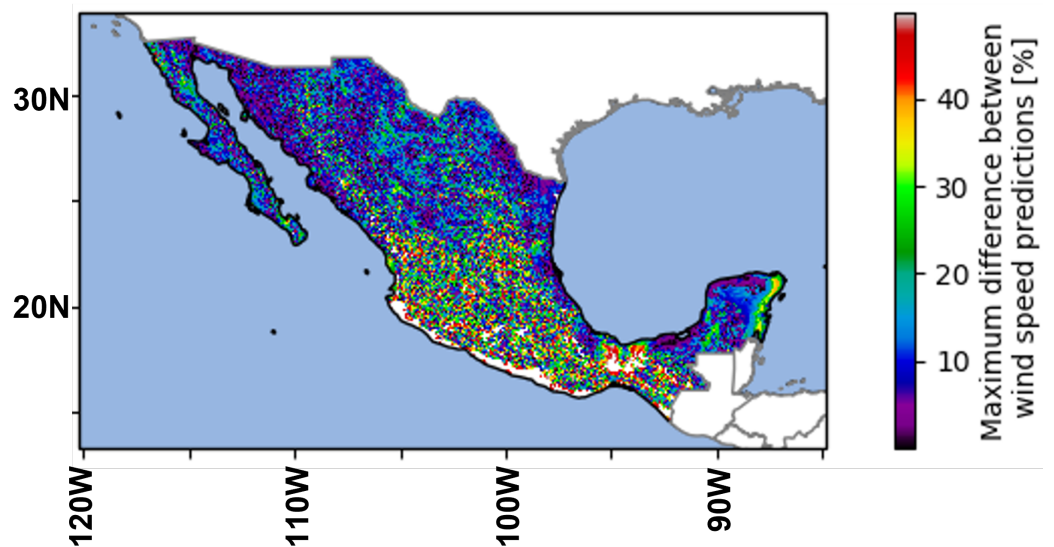 30N
20N
120W
110W
100W
90W
40
30
20
10
Maximum difference between
wind speed predictions [%]